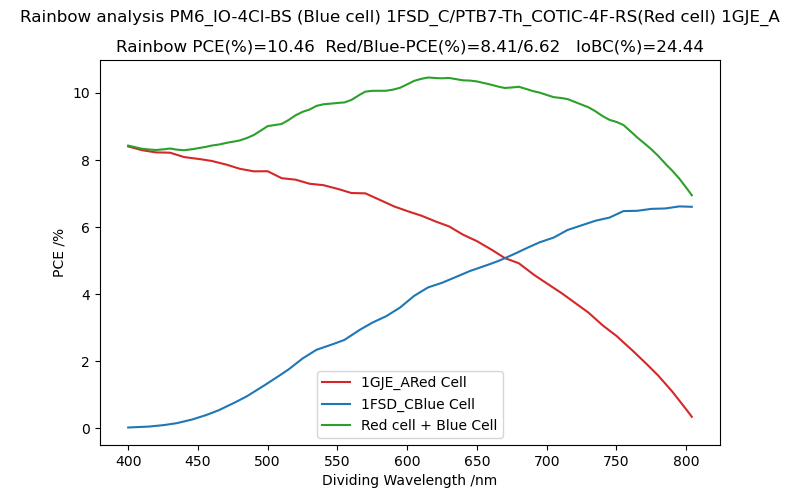 Rainbow analysis PM6_IO-4Cl-BS (Blue cell) 1FSD_C/PTB7-Th_COTIC-4F-RS(Red cell) 1GJE_A
Rainbow PCE(%)=10.46  Red/Blue-PCE(%)=8.41/6.62   IoBC(%)=24.44
PCE /%
10
8
6
4
2
0
1GJE_ARed Cell
1FSD_CBlue Cell
Red cell + Blue Cell
400 450 500 550 600 650 700 750 800
Dividing Wavelength /nm